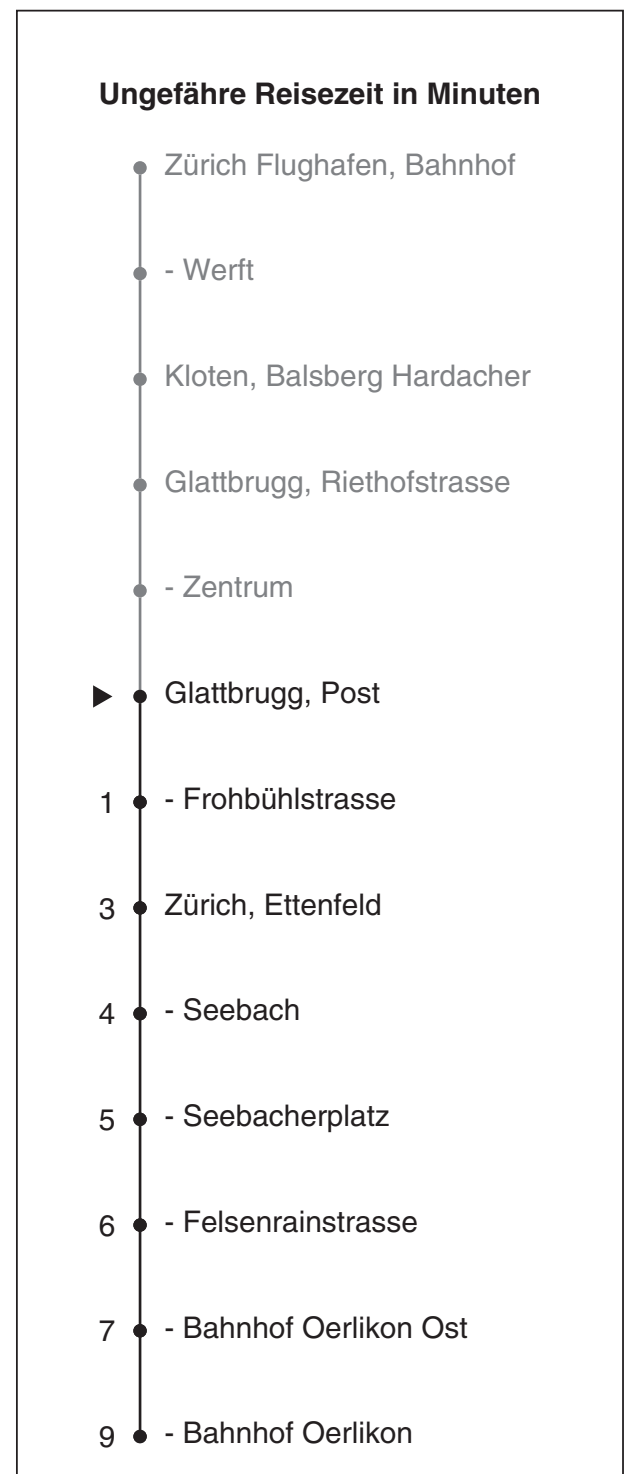 Ungefähre Reisezeit in Minuten
Zürich Flughafen, Bahnhof
- Werft
Kloten, Balsberg Hardacher
Glattbrugg, Riethofstrasse
- Zentrum
Glattbrugg, Post
1 - Frohbühlstrasse
3 Zürich, Ettenfeld
4 - Seebach
5 - Seebacherplatz
6 - Felsenrainstrasse
7 - Bahnhof Oerlikon Ost
9 - Bahnhof Oerlikon